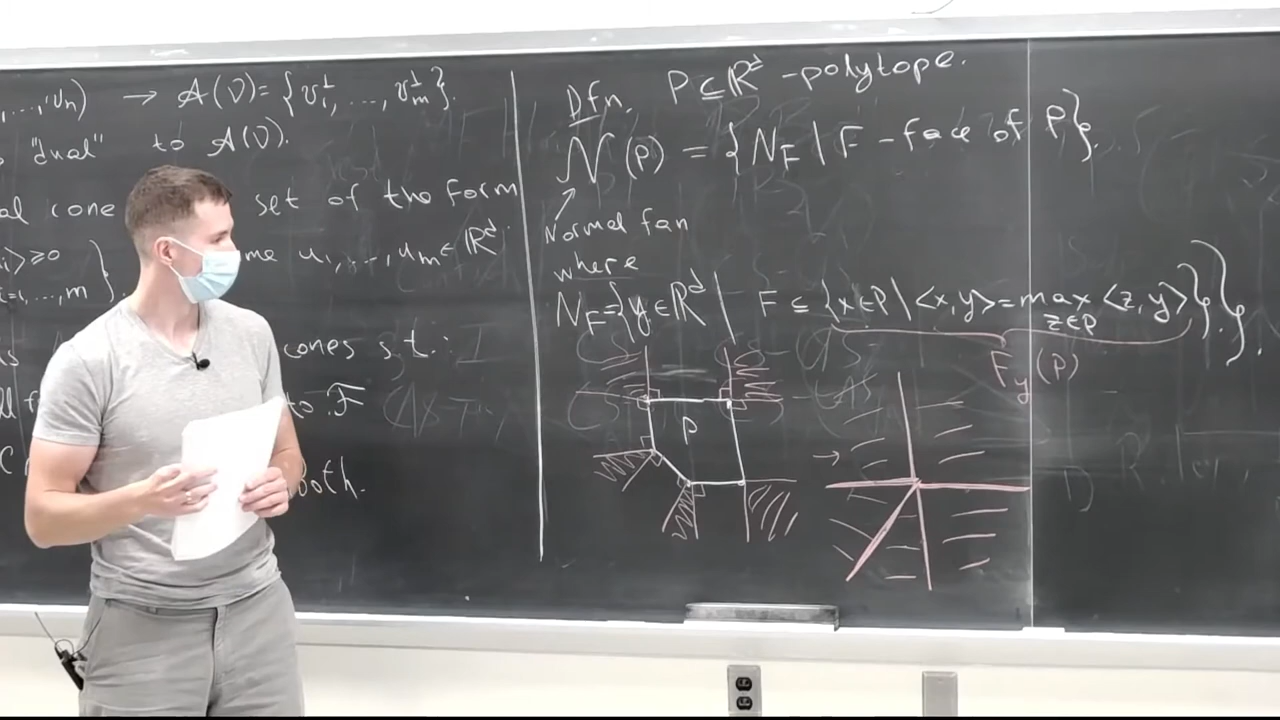 ,...,v_n) → A(V) = {v_1^⊥, ..., v_m^⊥}.
"dual" to A(V).
al cone set of the form
⟩≥0 me u_1,...,u_m ∈ ℝ^d
i=1,...,m }.
cones s.t.:
to F
ooth.
Dfn. P ⊆ ℝ^d - polytope.
N(P) = {N_F | F - face of P}.
Normal fan
where
N_F = {y ∈ ℝ^d | F ⊆ {x ∈ P | <x,y> = max_{z∈P} <z,y>}}.
F_y(P)
P
→